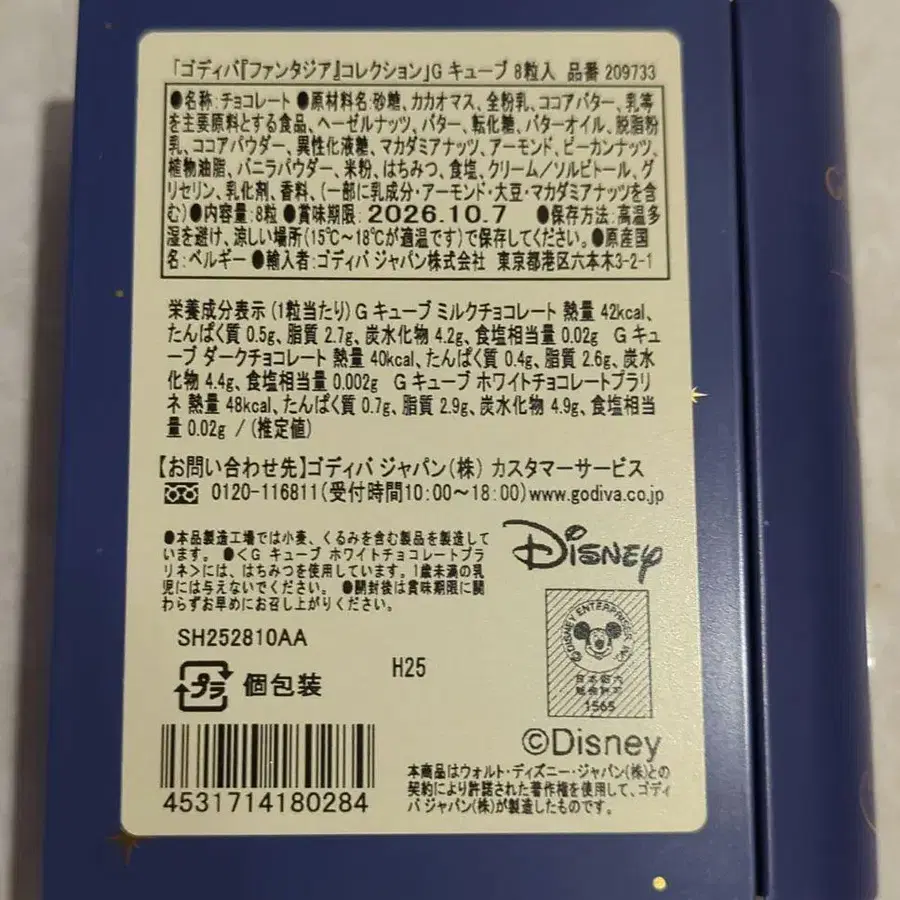 「ゴディバ『ファンタジア』コレクション」G キューブ 8粒入 品番 209733
●名称:チョコレート ●原材料名:砂糖、カカオマス、全粉乳、ココアバター、乳等
を主要原料とする食品、ヘーゼルナッツ、バター、転化糖、バターオイル、脱脂粉
乳、ココアパウダー、異性化液糖、マカダミアナッツ、アーモンド、ピーカンナッツ、
植物油脂、バニラパウダー、米粉、はちみつ、食塩、クリーム/ソルビトール、グ
リセリン、乳化剤、香料、(一部に乳成分・アーモンド・大豆・マカダミアナッツを含
む)●内容量:8粒 ●賞味期限: 2026.10.7 ●保存方法:高温多
湿を避け、涼しい場所(15℃~18℃が適温です)で保存してください。●原産国
名:ベルギー ●輸入者:ゴディバ ジャパン株式会社 東京都港区六本木3-2-1
栄養成分表示 (1粒当たり) G キューブ ミルクチョコレート 熱量 42kcal、
たんぱく質 0.5g、脂質 2.7g、炭水化物 4.2g、食塩相当量 0.02g G キュ
ーブ ダークチョコレート 熱量 40kcal、たんぱく質 0.4g、脂質 2.6g、炭水
化物 4.4g、食塩相当量 0.002g G キューブ ホワイトチョコレートプラリ
ネ 熱量 48kcal、たんぱく質 0.7g、脂質 2.9g、炭水化物 4.9g、食塩相当
量 0.02g / (推定値)
【お問い合わせ先】ゴディバ ジャパン(株) カスタマーサービス
0120-116811(受付時間10:00~18:00)www.godiva.co.jp
●本品製造工場では小麦、くるみを含む製品を製造して
います。 ●<G キューブ ホワイトチョコレートプラ
リネ>には、はちみつを使用しています。1歳未満の乳
児には与えないでください。 ●開封後は賞味期限に関
わらずお早めにお召し上がりください。
Disney
SH252810AA
H25
プラ 個包装
©DISNEY ENTERPRISES, INC.
日本国内
販売許可
1565
©Disney
4531714180284
本商品はウォルト・ディズニー・ジャパン(株)との
契約により許諾された著作権を使用して、ゴディ
バ ジャパン(株)が製造したものです。